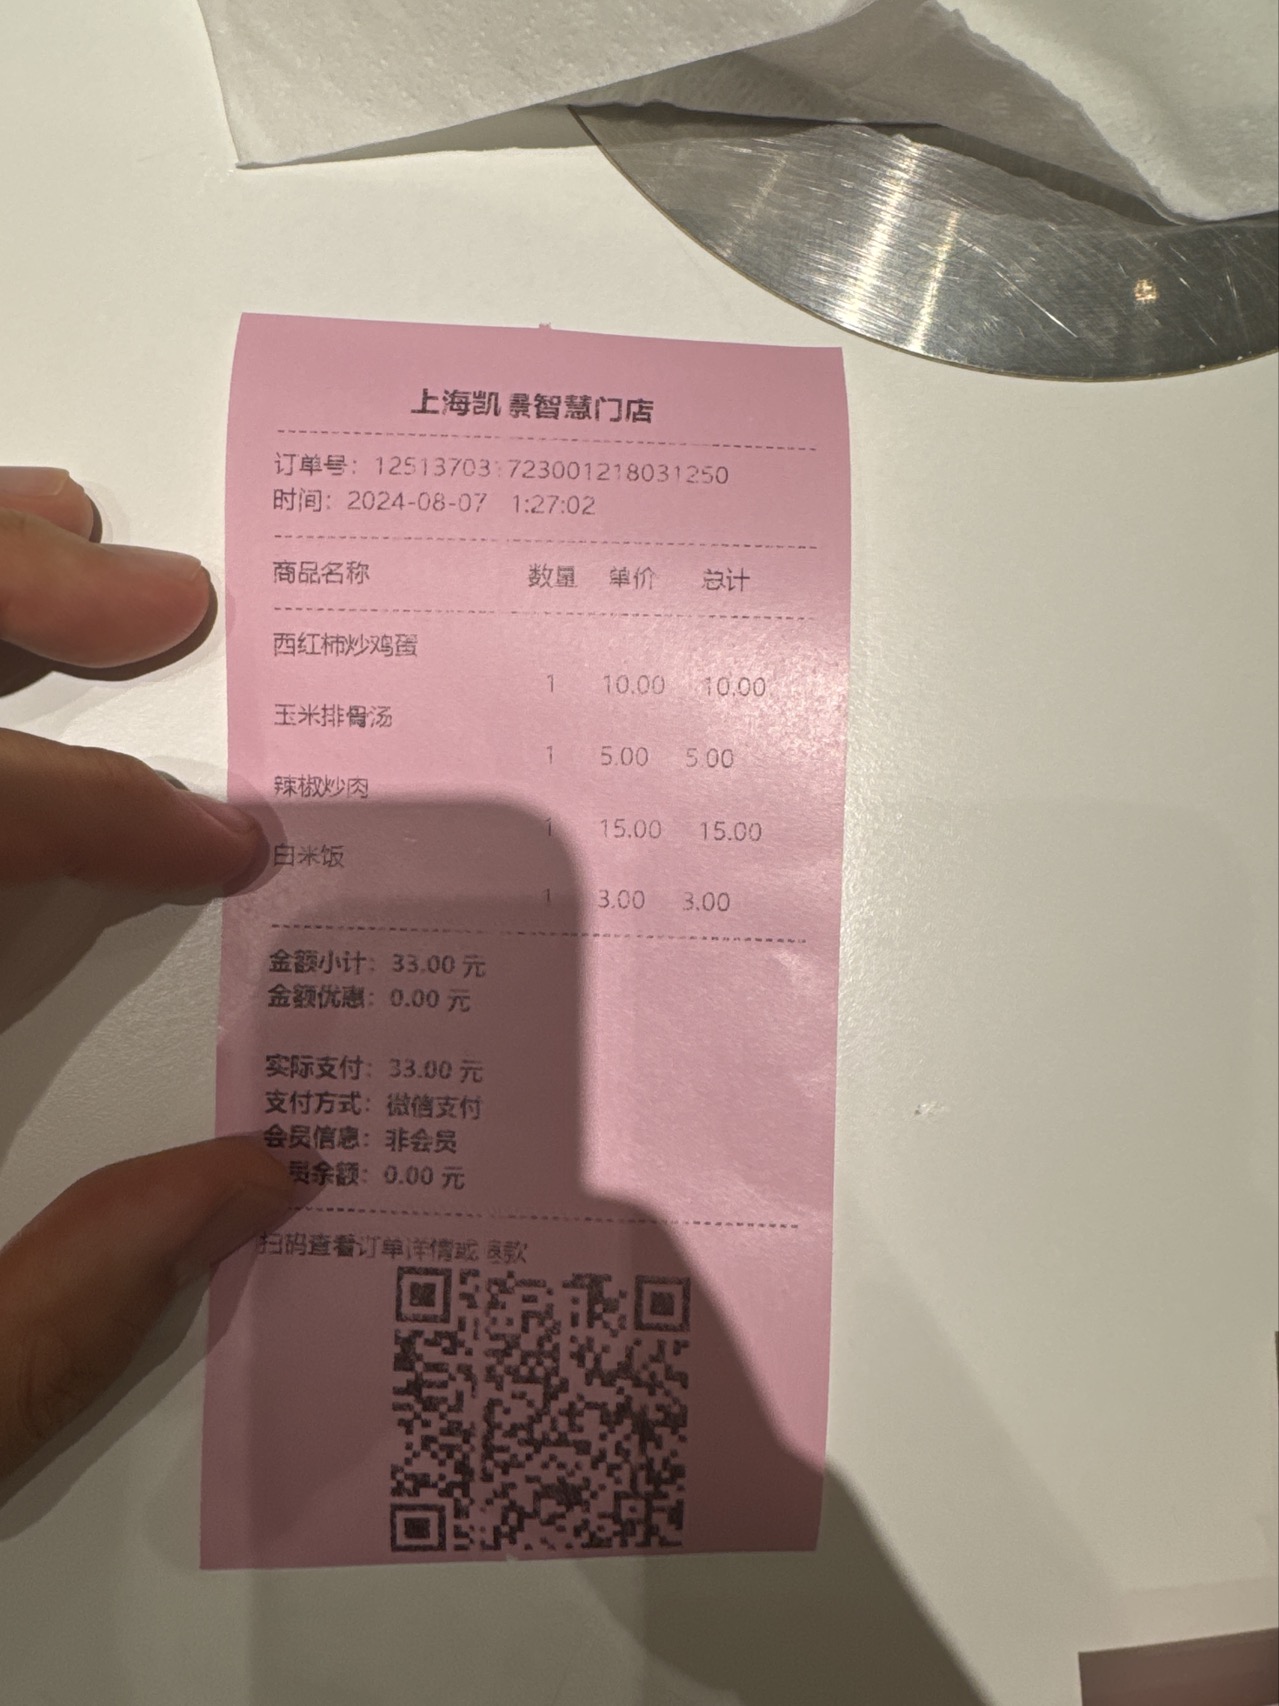 上海凯景智慧门店
订单号：
时间：2024-08-07 1:27:02
商品名称 数量 单价 总计
西红柿炒鸡蛋
1 10.00 10.00
玉米排骨汤
1 5.00 5.00
辣椒炒肉
1 15.00 15.00
白米饭
1 3.00 3.00
金额小计：33.00 元
金额优惠：0.00 元
实际支付：33.00 元
支付方式：微信支付
会员信息：非会员
员余额：0.00 元
扫码查看订单详情或退款